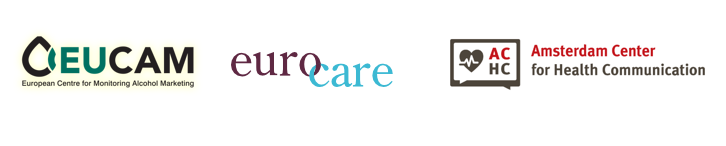 EUCAM
European Centre for Monitoring Alcohol Marketing
euro
care
AC
HC
Amsterdam Center
for Health Communication